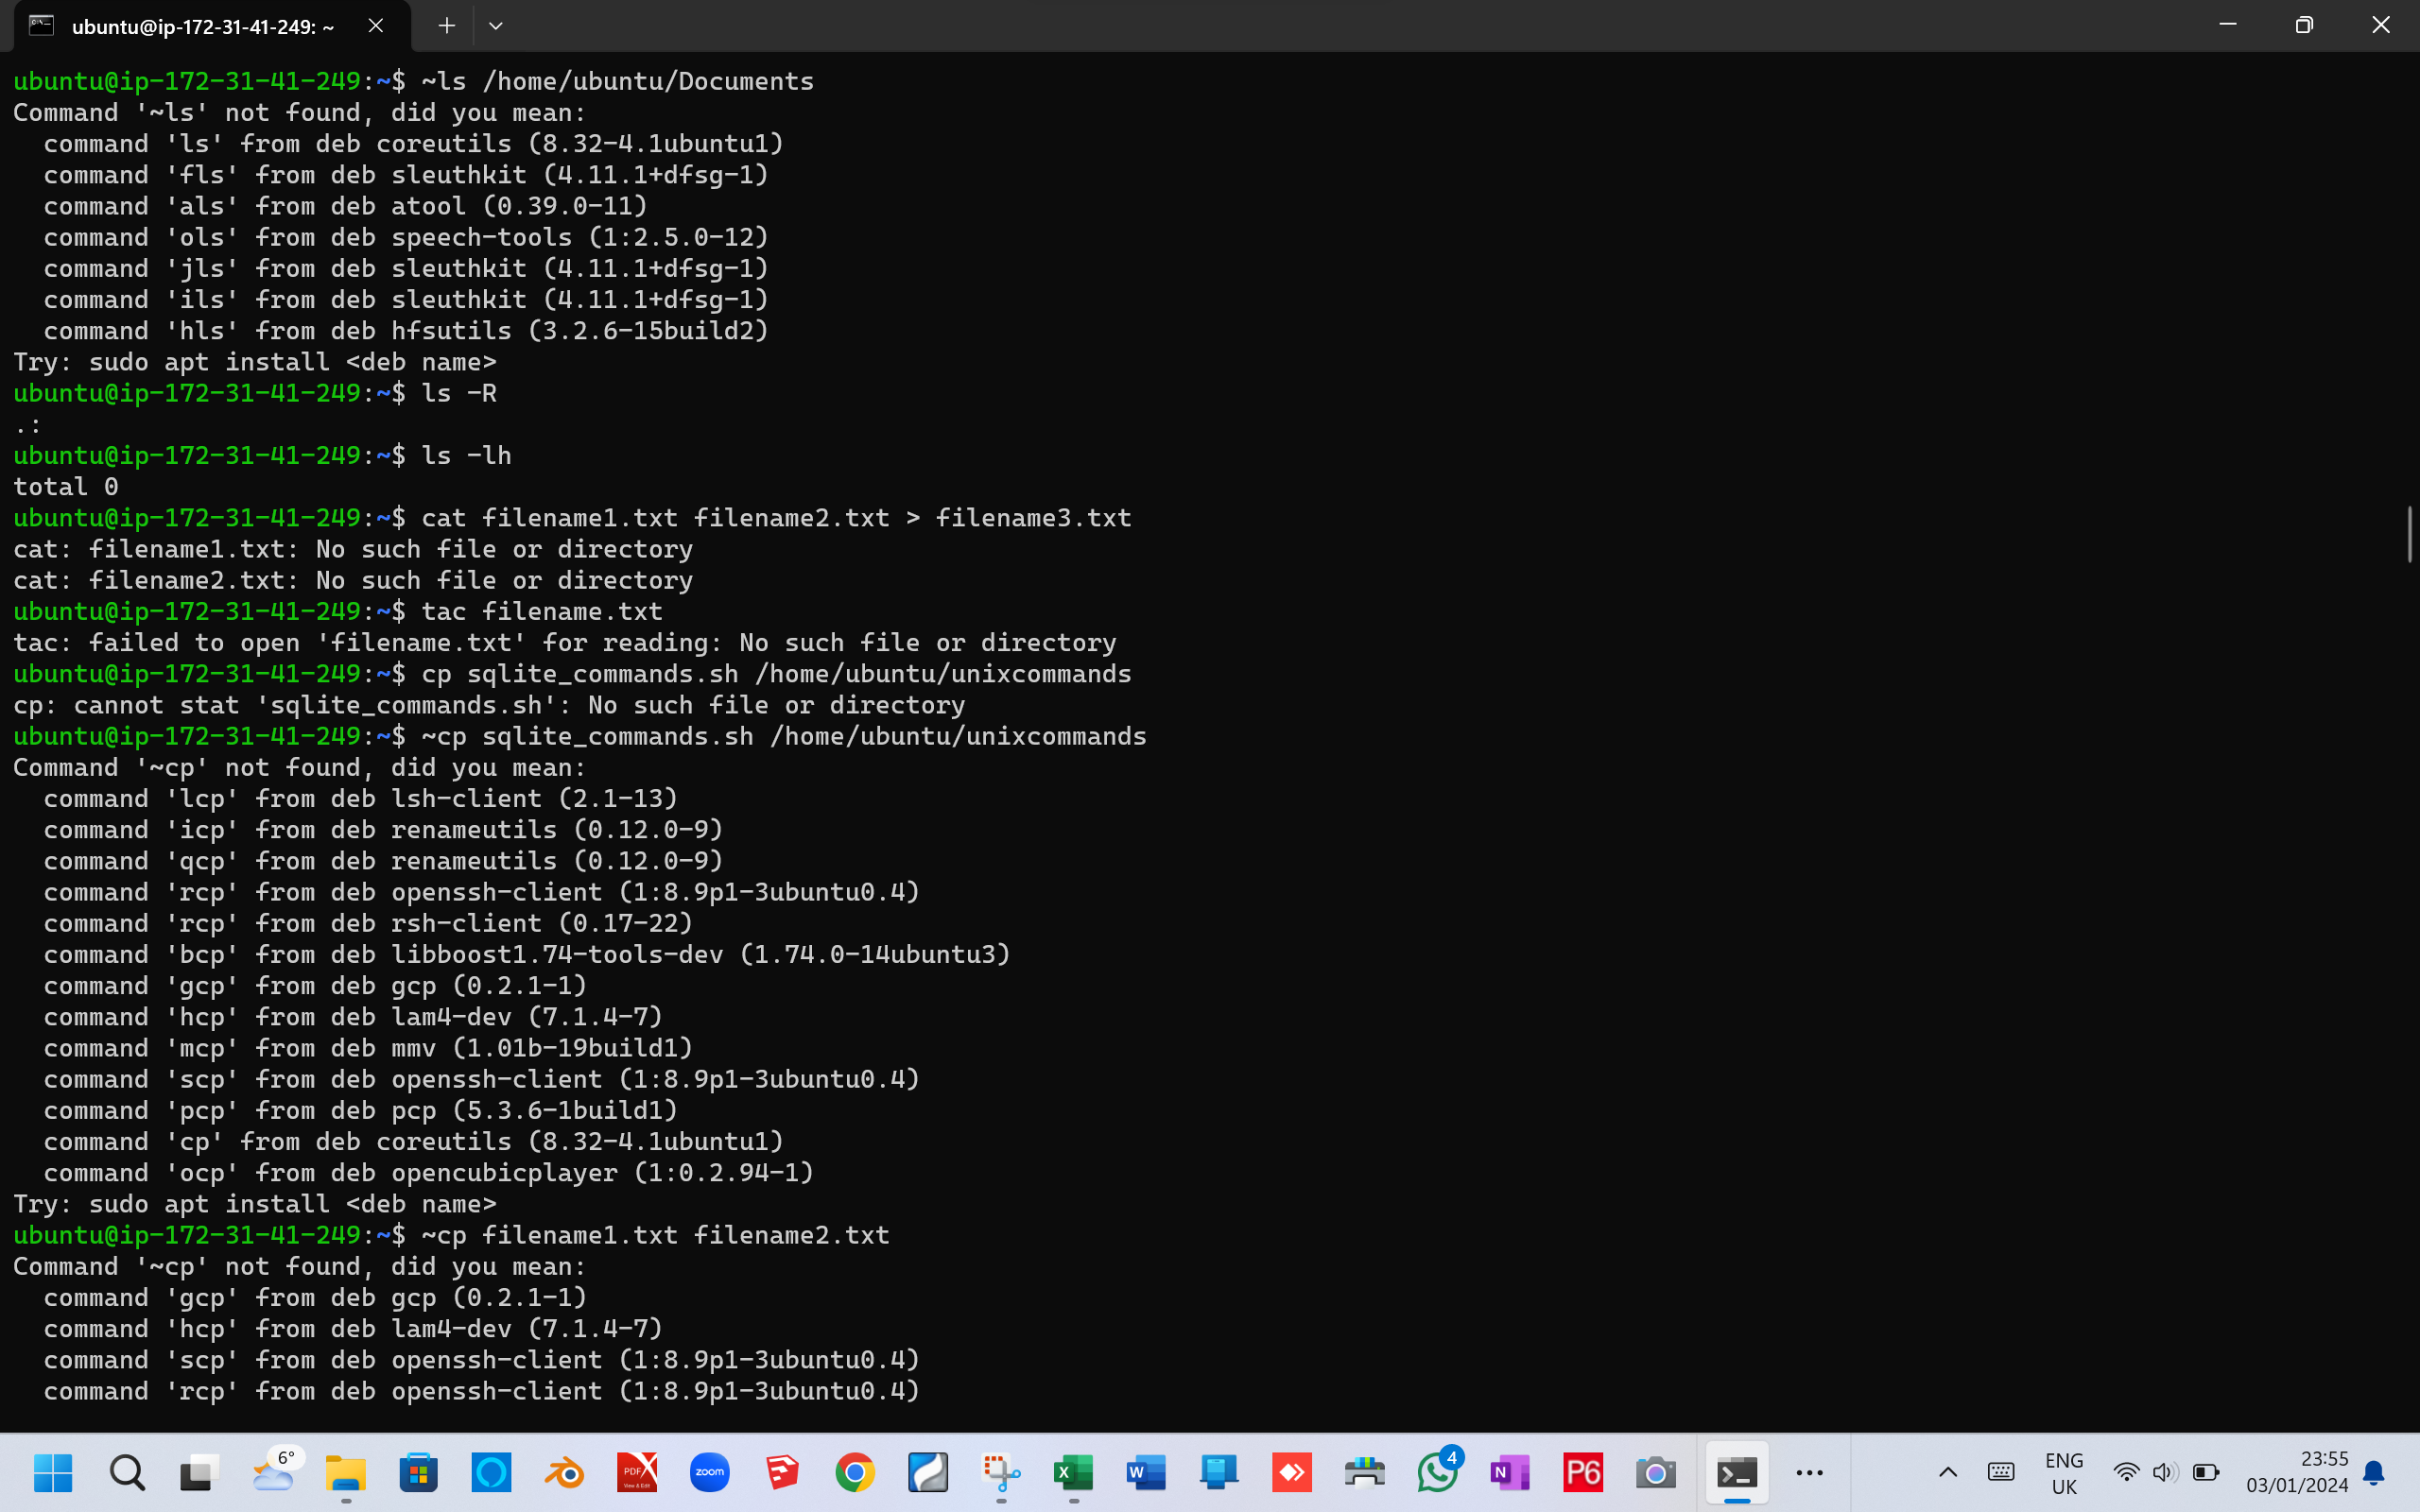 ubuntu@ip-172-31-41-249: ~
ubuntu@ip-172-31-41-249:~$ ~ls /home/ubuntu/Documents
Command '~ls' not found, did you mean:
  command 'ls' from deb coreutils (8.32-4.1ubuntu1)
  command 'fls' from deb sleuthkit (4.11.1+dfsg-1)
  command 'als' from deb atool (0.39.0-11)
  command 'ols' from deb speech-tools (1:2.5.0-12)
  command 'jls' from deb sleuthkit (4.11.1+dfsg-1)
  command 'ils' from deb sleuthkit (4.11.1+dfsg-1)
  command 'hls' from deb hfsutils (3.2.6-15build2)
Try: sudo apt install <deb name>
ubuntu@ip-172-31-41-249:~$ ls -R
.:
ubuntu@ip-172-31-41-249:~$ ls -lh
total 0
ubuntu@ip-172-31-41-249:~$ cat filename1.txt filename2.txt > filename3.txt
cat: filename1.txt: No such file or directory
cat: filename2.txt: No such file or directory
ubuntu@ip-172-31-41-249:~$ tac filename.txt
tac: failed to open 'filename.txt' for reading: No such file or directory
ubuntu@ip-172-31-41-249:~$ cp sqlite_commands.sh /home/ubuntu/unixcommands
cp: cannot stat 'sqlite_commands.sh': No such file or directory
ubuntu@ip-172-31-41-249:~$ ~cp sqlite_commands.sh /home/ubuntu/unixcommands
Command '~cp' not found, did you mean:
  command 'lcp' from deb lsh-client (2.1-13)
  command 'icp' from deb renameutils (0.12.0-9)
  command 'qcp' from deb renameutils (0.12.0-9)
  command 'rcp' from deb openssh-client (1:8.9p1-3ubuntu0.4)
  command 'rcp' from deb rsh-client (0.17-22)
  command 'bcp' from deb libboost1.74-tools-dev (1.74.0-14ubuntu3)
  command 'gcp' from deb gcp (0.2.1-1)
  command 'hcp' from deb lam4-dev (7.1.4-7)
  command 'mcp' from deb mmv (1.01b-19build1)
  command 'scp' from deb openssh-client (1:8.9p1-3ubuntu0.4)
  command 'pcp' from deb pcp (5.3.6-1build1)
  command 'cp' from deb coreutils (8.32-4.1ubuntu1)
  command 'ocp' from deb opencubicplayer (1:0.2.94-1)
Try: sudo apt install <deb name>
ubuntu@ip-172-31-41-249:~$ ~cp filename1.txt filename2.txt
Command '~cp' not found, did you mean:
  command 'gcp' from deb gcp (0.2.1-1)
  command 'hcp' from deb lam4-dev (7.1.4-7)
  command 'scp' from deb openssh-client (1:8.9p1-3ubuntu0.4)
  command 'rcp' from deb openssh-client (1:8.9p1-3ubuntu0.4)
6°
PDF
zoom
X
W
4
N
P6
ENG
UK
23:55
03/01/2024